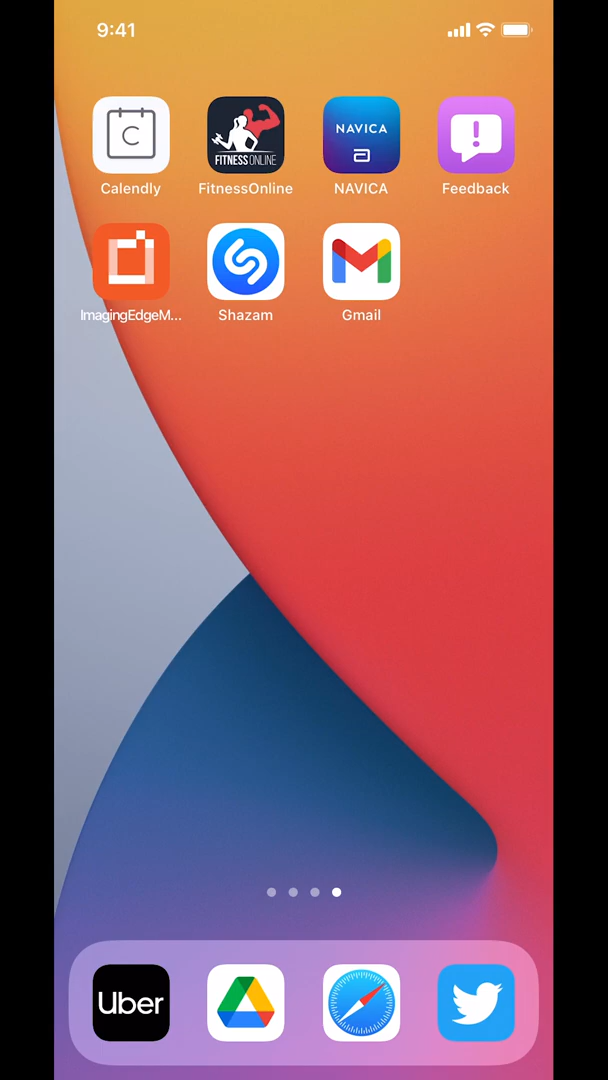 9:41
C
FITNESS ONLINE
NAVICA
Calendly
FitnessOnline
NAVICA
Feedback
ImagingEdgeM...
Shazam
Gmail
Uber